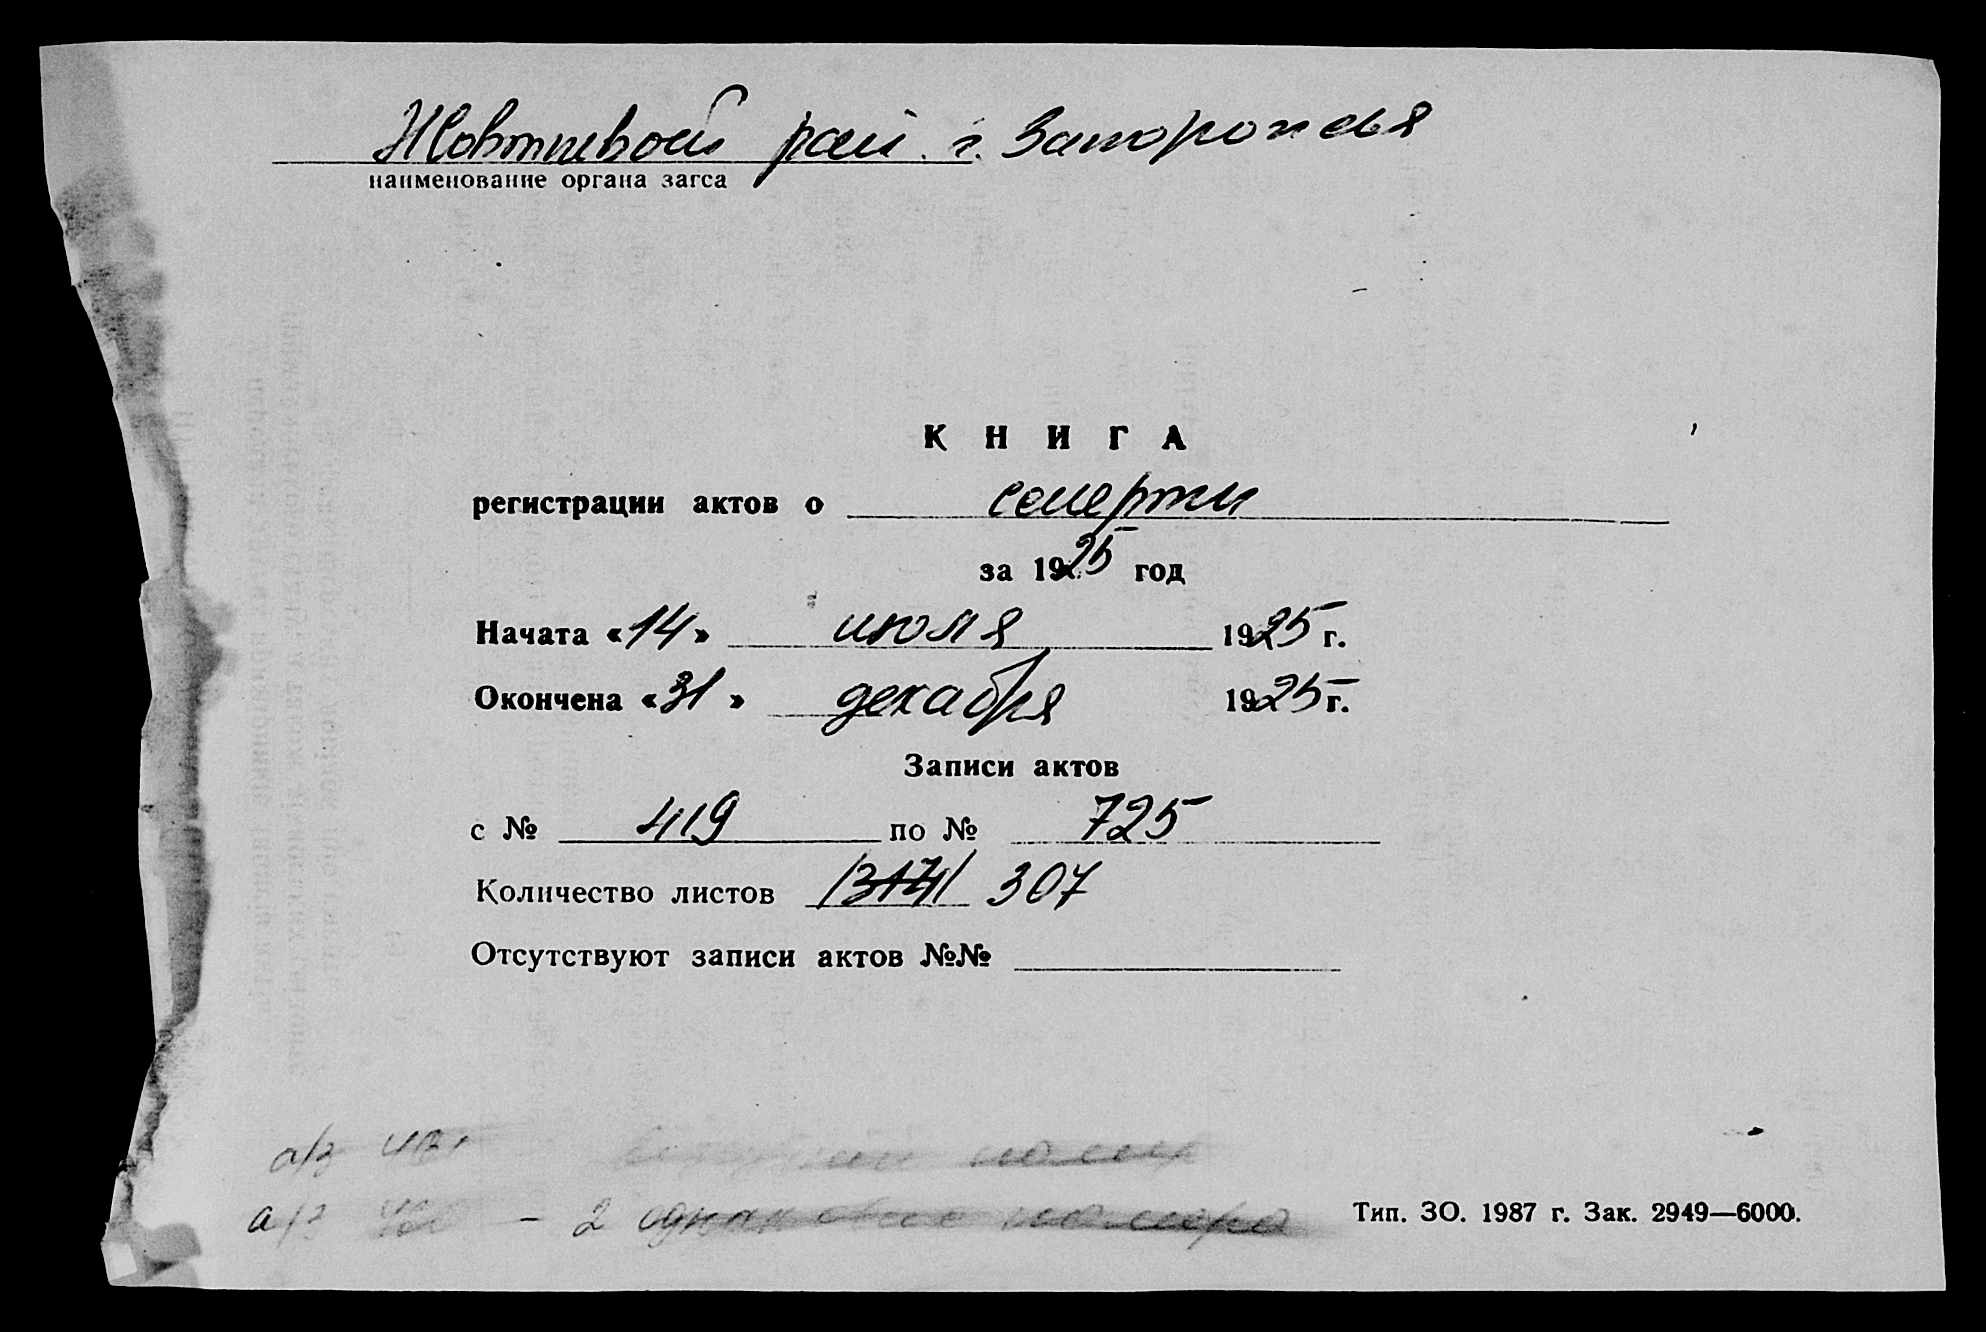 Жовтневой рай. г. Запорожья
наименование органа загса
КНИГА
регистрации актов о смерти
за 1925 год
Начата «14» июля 1925 г.
Окончена «31» декабря 1925 г.
Записи актов
с № 419 по № 725
Количество листов 307
Отсутствуют записи актов №№
а/з
а/з – 2 одинаковые номера
Тип. ЗО. 1987 г. Зак. 2949—6000.